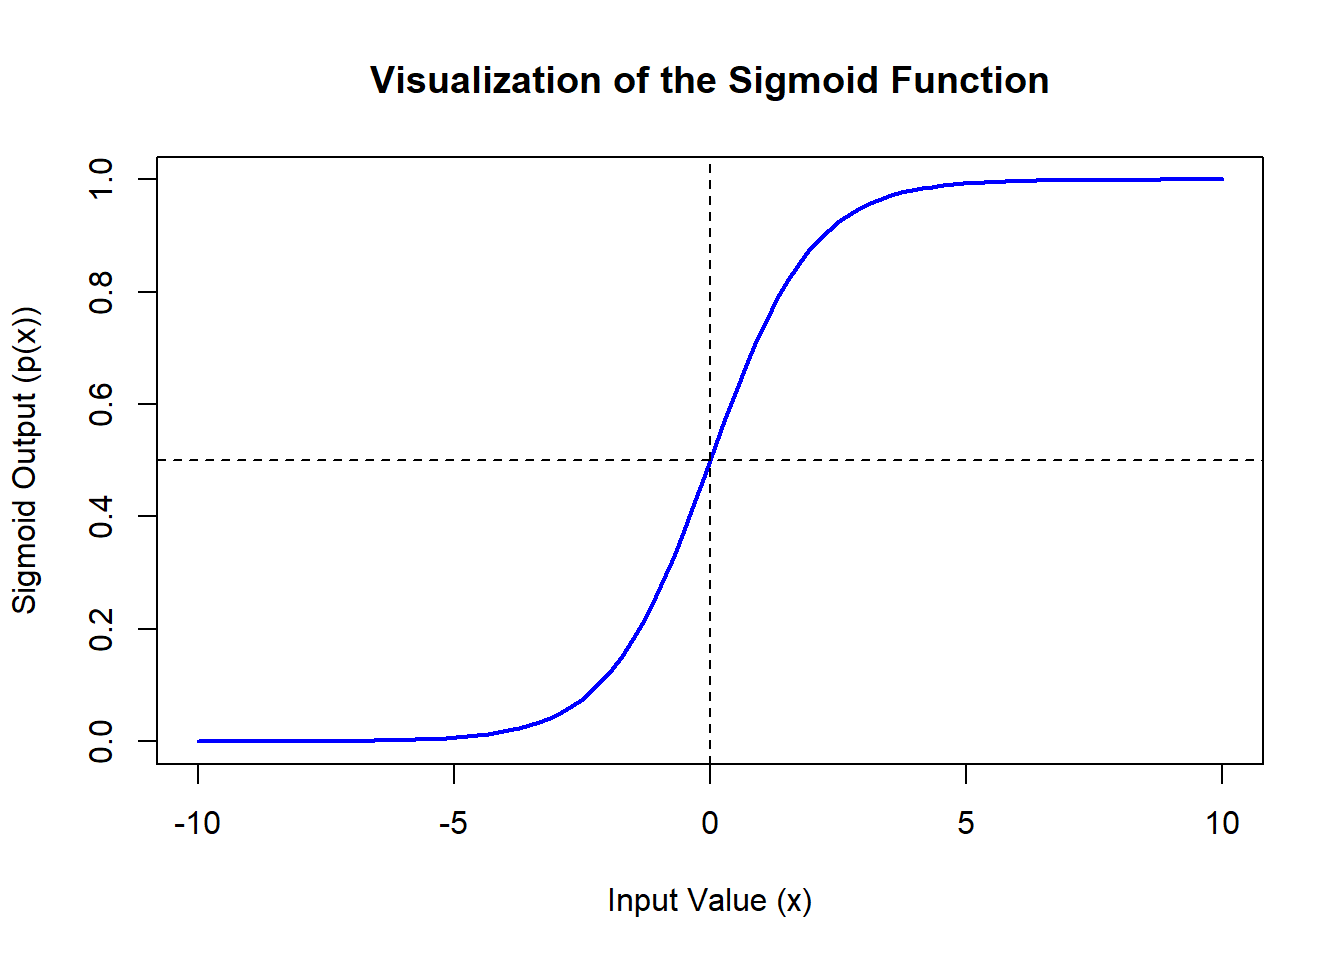 Visualization of the Sigmoid Function
Sigmoid Output (p(x))
1.0
0.8
0.6
0.4
0.2
0.0
-10 -5 0 5 10
Input Value (x)